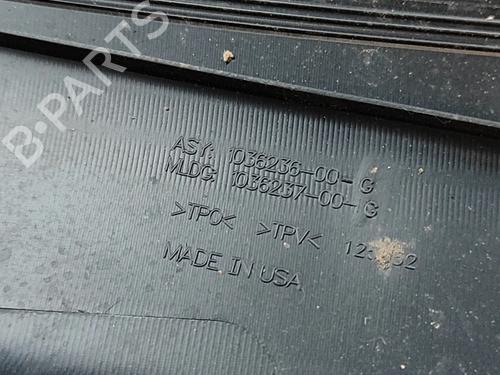 B-PARTS
ASY: 1036236-00-G
MLDG: 1036237-00-G
>TPO< >TPV<
MADE IN USA